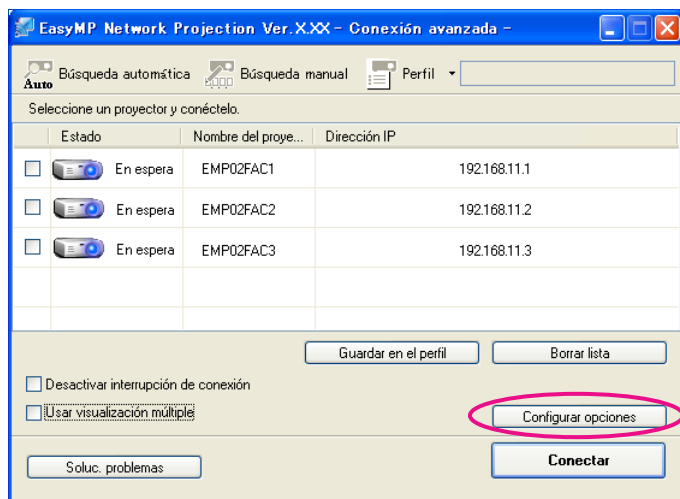 EasyMP Network Projection Ver.X.XX - Conexión avanzada -
Auto Búsqueda automática Búsqueda manual Perfil
Seleccione un proyector y conéctelo.
Estado Nombre del proye... Dirección IP
En espera EMP02FAC1 192.168.11.1
En espera EMP02FAC2 192.168.11.2
En espera EMP02FAC3 192.168.11.3
Guardar en el perfil Borrar lista
Desactivar interrupción de conexión
Usar visualización múltiple Configurar opciones
Soluc. problemas Conectar